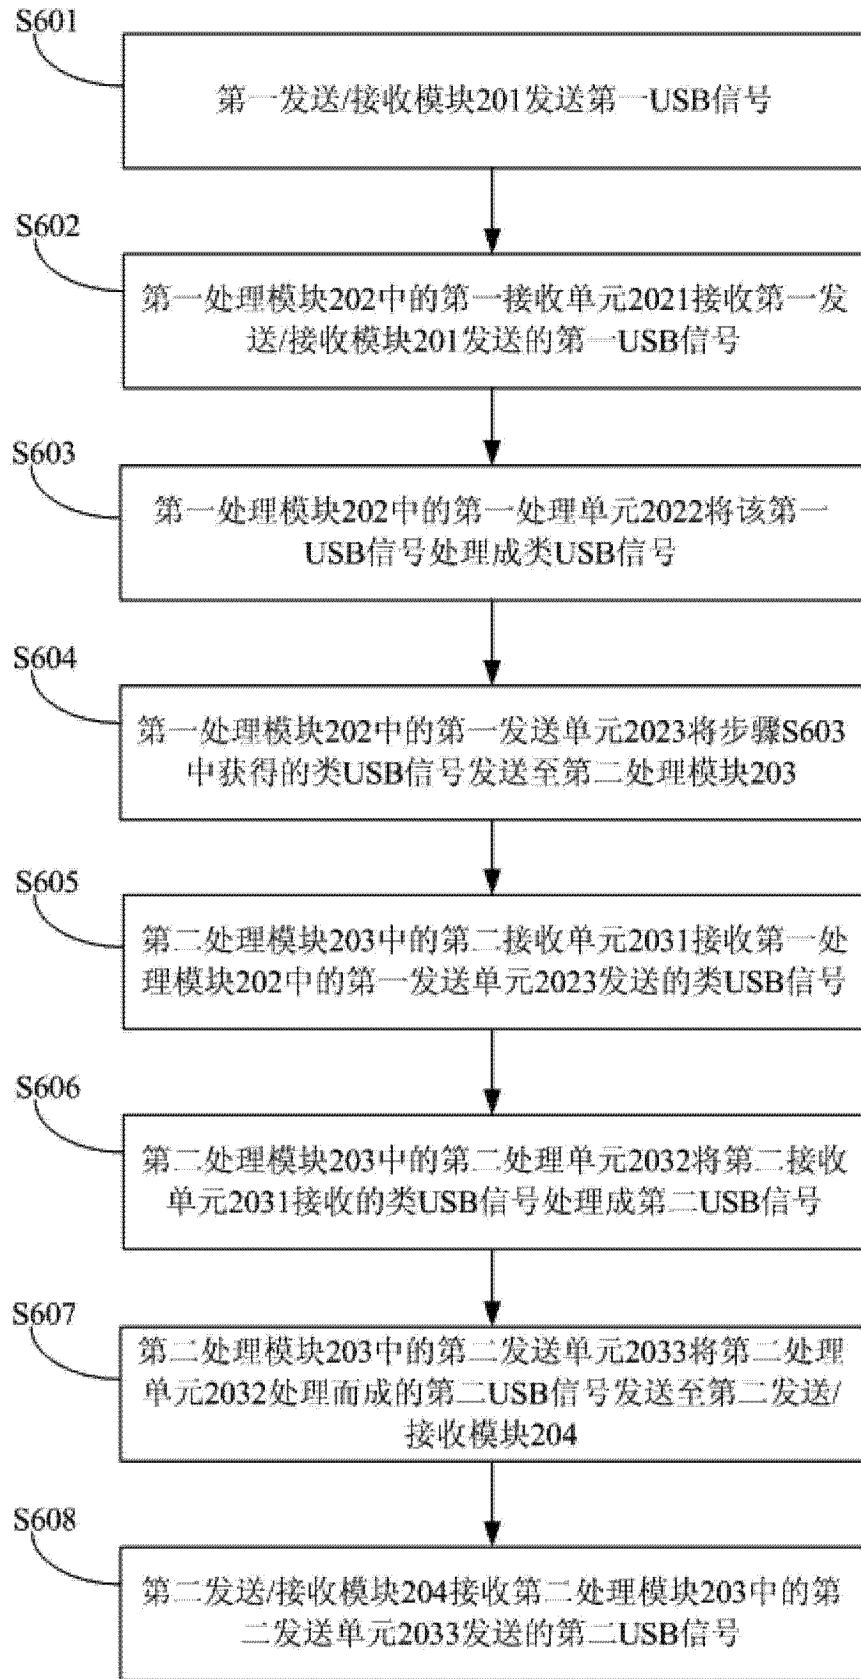 S601
第一发送/接收模块201发送第一USB信号
S602
第一处理模块202中的第一接收单元2021接收第一发
送/接收模块201发送的第一USB信号
S603
第一处理模块202中的第一处理单元2022将该第一
USB信号处理成类USB信号
S604
第一处理模块202中的第一发送单元2023将步骤S603
中获得的类USB信号发送至第二处理模块203
S605
第二处理模块203中的第二接收单元2031接收第一处
理模块202中的第一发送单元2023发送的类USB信号
S606
第二处理模块203中的第二处理单元2032将第二接收
单元2031接收的类USB信号处理成第二USB信号
S607
第二处理模块203中的第二发送单元2033将第二处理
单元2032处理而成的第二USB信号发送至第二发送/
接收模块204
S608
第二发送/接收模块204接收第二处理模块203中的第
二发送单元2033发送的第二USB信号